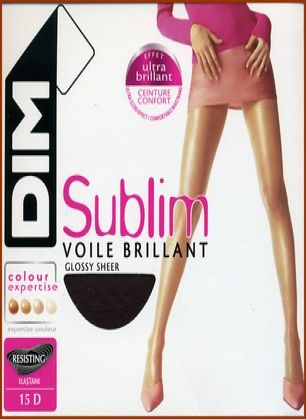 DIM
EFFET
ultra
brillant
CEINTURE
CONFORT
Sublim
VOILE BRILLANT
GLOSSY SHEER
colour
expertise
expertise couleur
RESISTING
ELASTANE
15 D